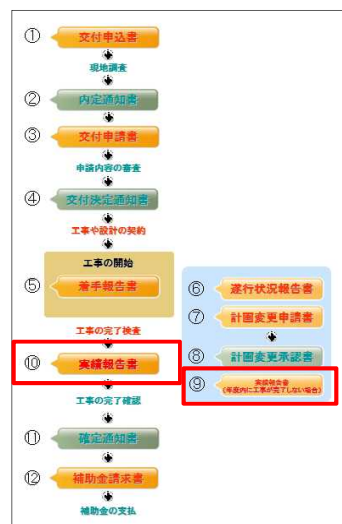 ① 交付申込書
現地調査
② 内定通知書
③ 交付申請書
申請内容の審査
④ 交付決定通知書
工事や設計の契約
工事の開始
⑤ 着手報告書
工事の完了検査
⑩ 実績報告書
工事の完了確認
⑪ 確定通知書
⑫ 補助金請求書
補助金の支払
⑥ 遂行状況報告書
⑦ 計画変更申請書
⑧ 計画変更承認書
⑨ 実績報告書
(年度内に工事が完了しない場合)